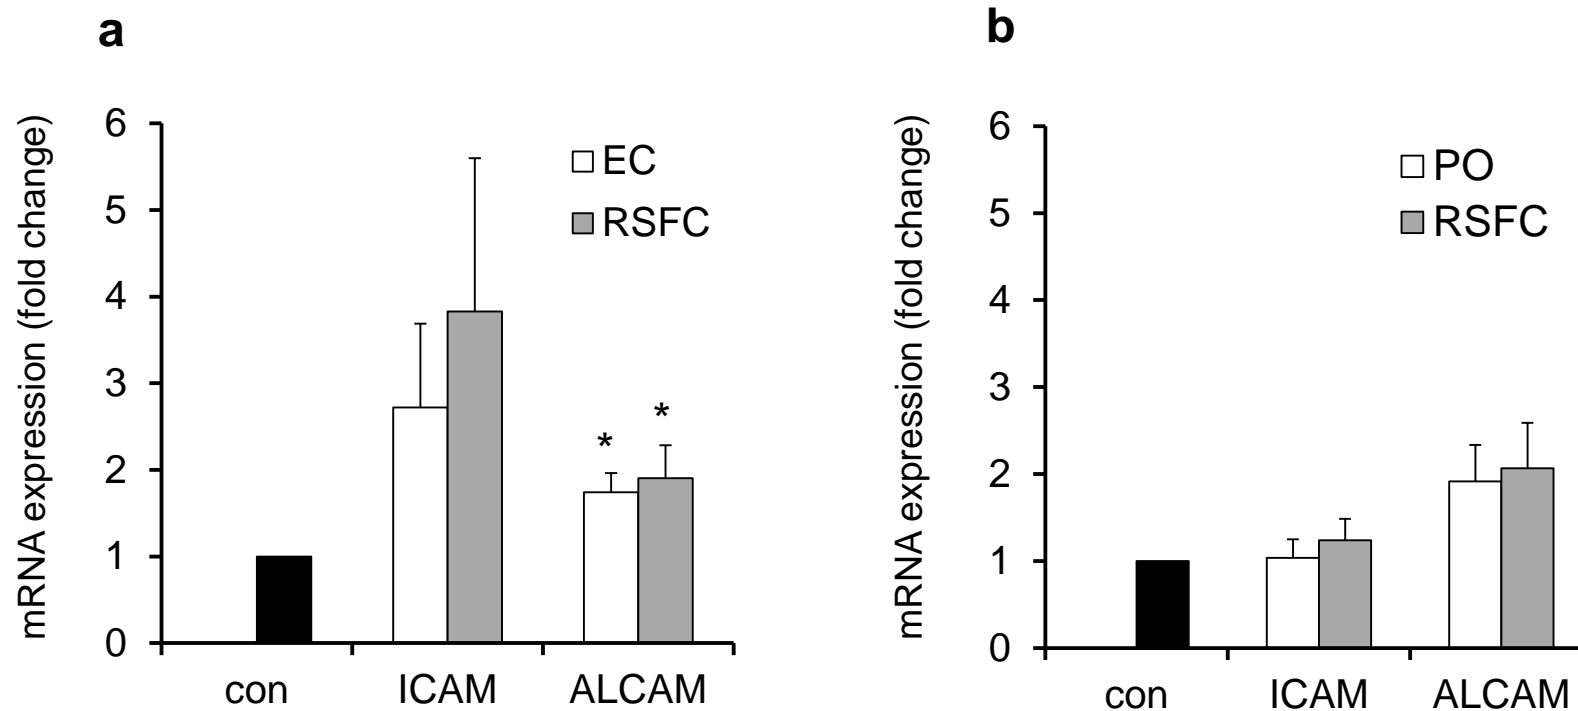 a
mRNA expression (fold change)
6
5
4
3
2
1
0
EC
RSFC
*
*
con
ICAM
ALCAM
b
mRNA expression (fold change)
6
5
4
3
2
1
0
PO
RSFC
con
ICAM
ALCAM